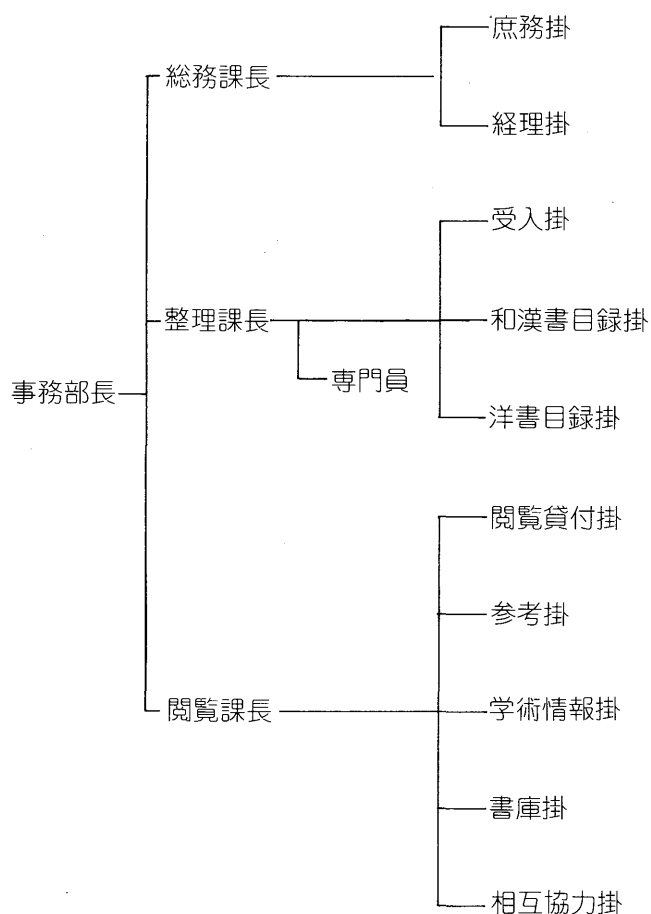 事務部長
総務課長
庶務掛
経理掛
整理課長
専門員
受入掛
和漢書目録掛
洋書目録掛
閲覧課長
閲覧貸付掛
参考掛
学術情報掛
書庫掛
相互協力掛